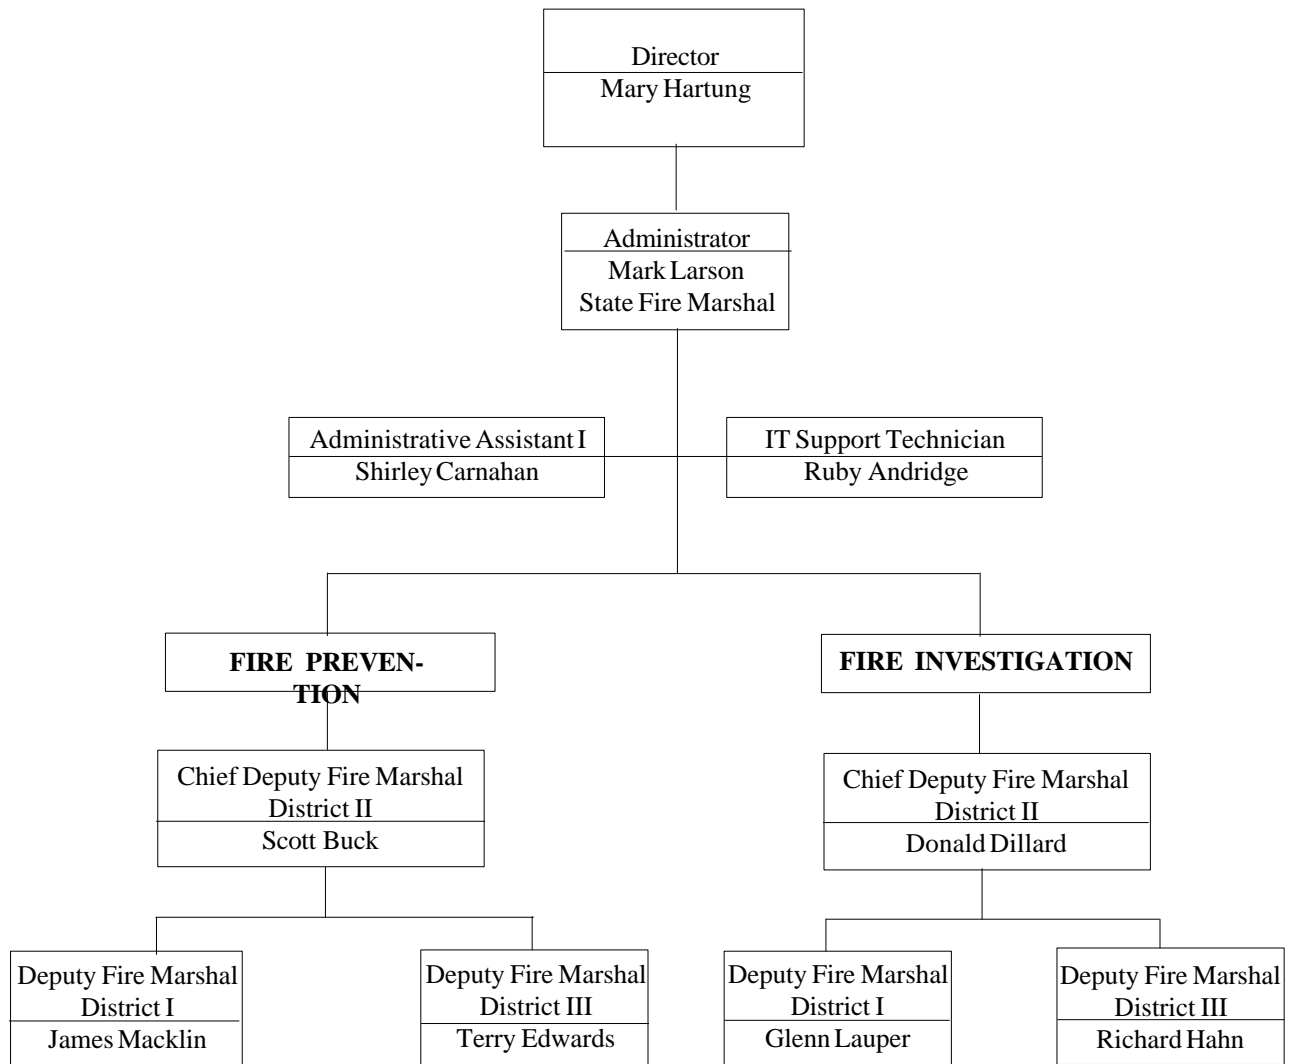 Director
Mary Hartung
Administrator
Mark Larson
State Fire Marshal
Administrative Assistant I
Shirley Carnahan
IT Support Technician
Ruby Andridge
FIRE PREVEN-
TION
FIRE INVESTIGATION
Chief Deputy Fire Marshal
District II
Scott Buck
Chief Deputy Fire Marshal
District II
Donald Dillard
Deputy Fire Marshal
District I
James Macklin
Deputy Fire Marshal
District III
Terry Edwards
Deputy Fire Marshal
District I
Glenn Lauper
Deputy Fire Marshal
District III
Richard Hahn